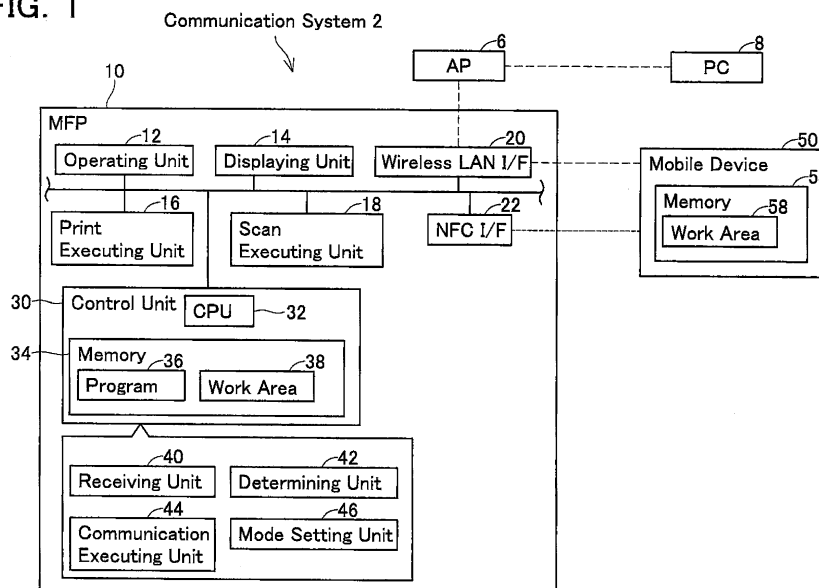 FIG. 1
Communication System 2
6
AP
8
PC
10
MFP
12
Operating Unit
14
Displaying Unit
20
Wireless LAN I/F
50
Mobile Device
Memory
58
Work Area
16
Print
Executing Unit
18
Scan
Executing Unit
22
NFC I/F
30
Control Unit
CPU
32
34
Memory
36
Program
38
Work Area
40
Receiving Unit
42
Determining Unit
44
Communication
Executing Unit
46
Mode Setting Unit